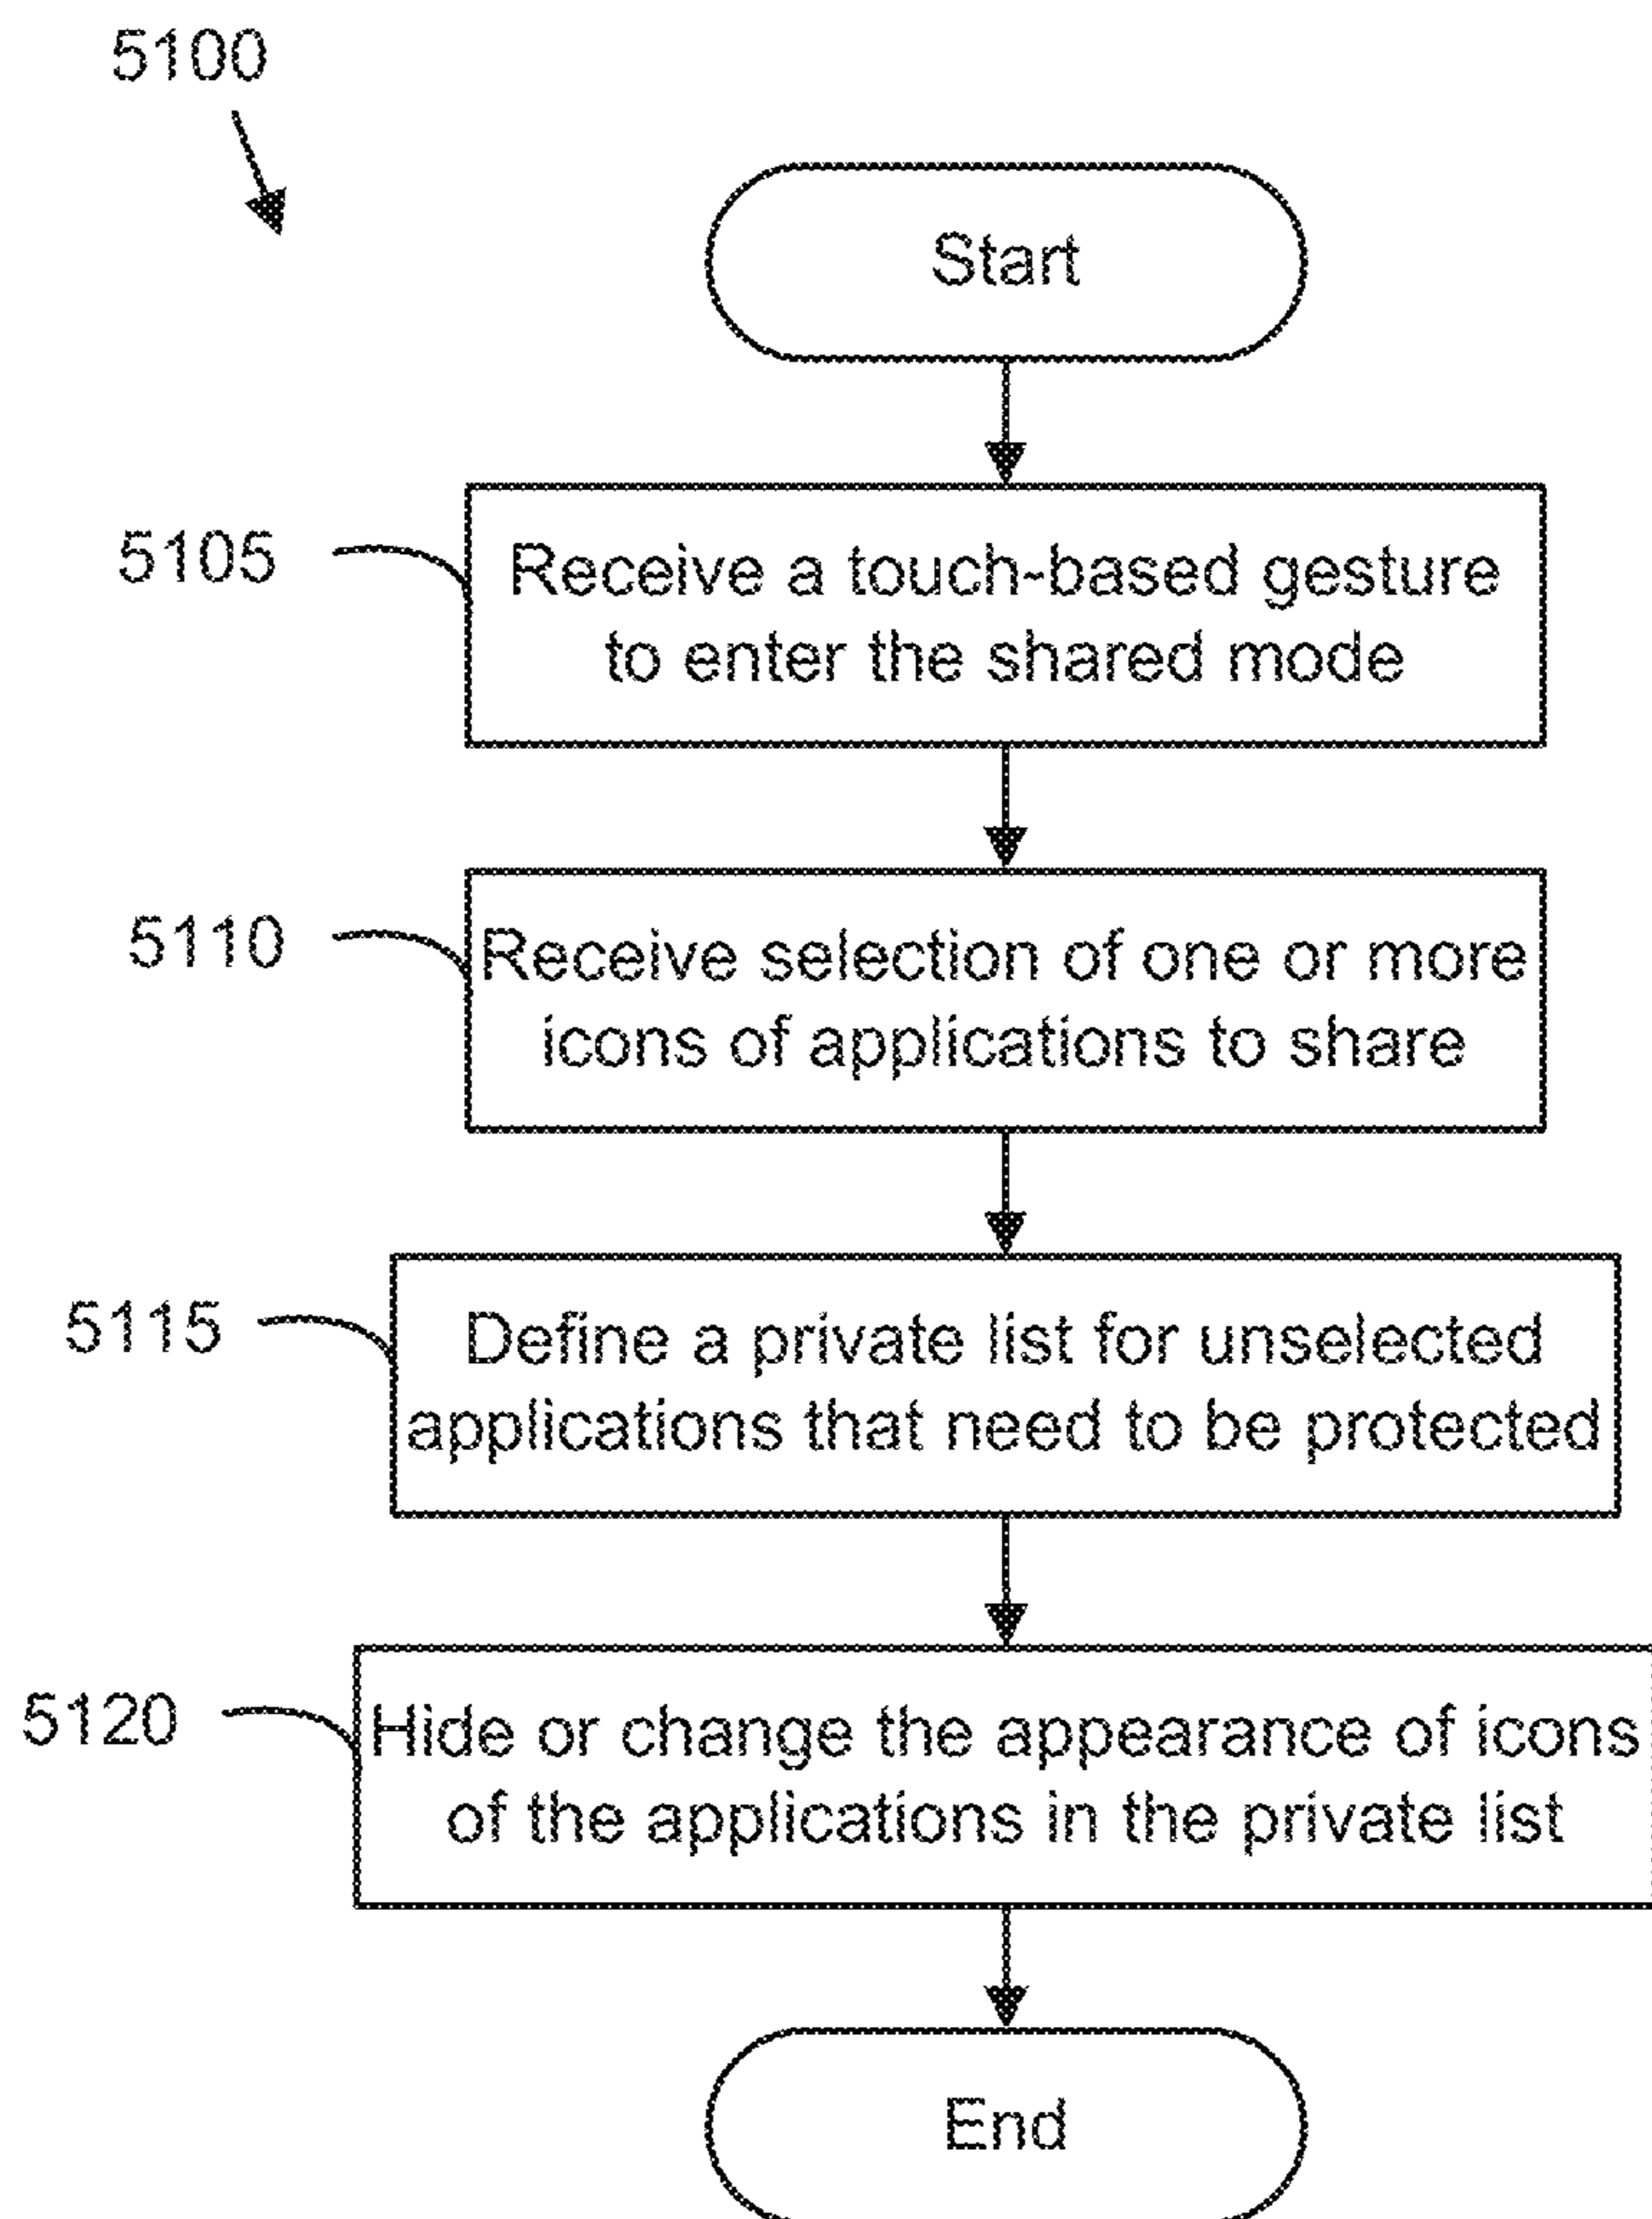 5100
Start
5105
Receive a touch-based gesture
to enter the shared mode
5110
Receive selection of one or more
icons of applications to share
5115
Define a private list for unselected
applications that need to be protected
5120
Hide or change the appearance of icons
of the applications in the private list
End